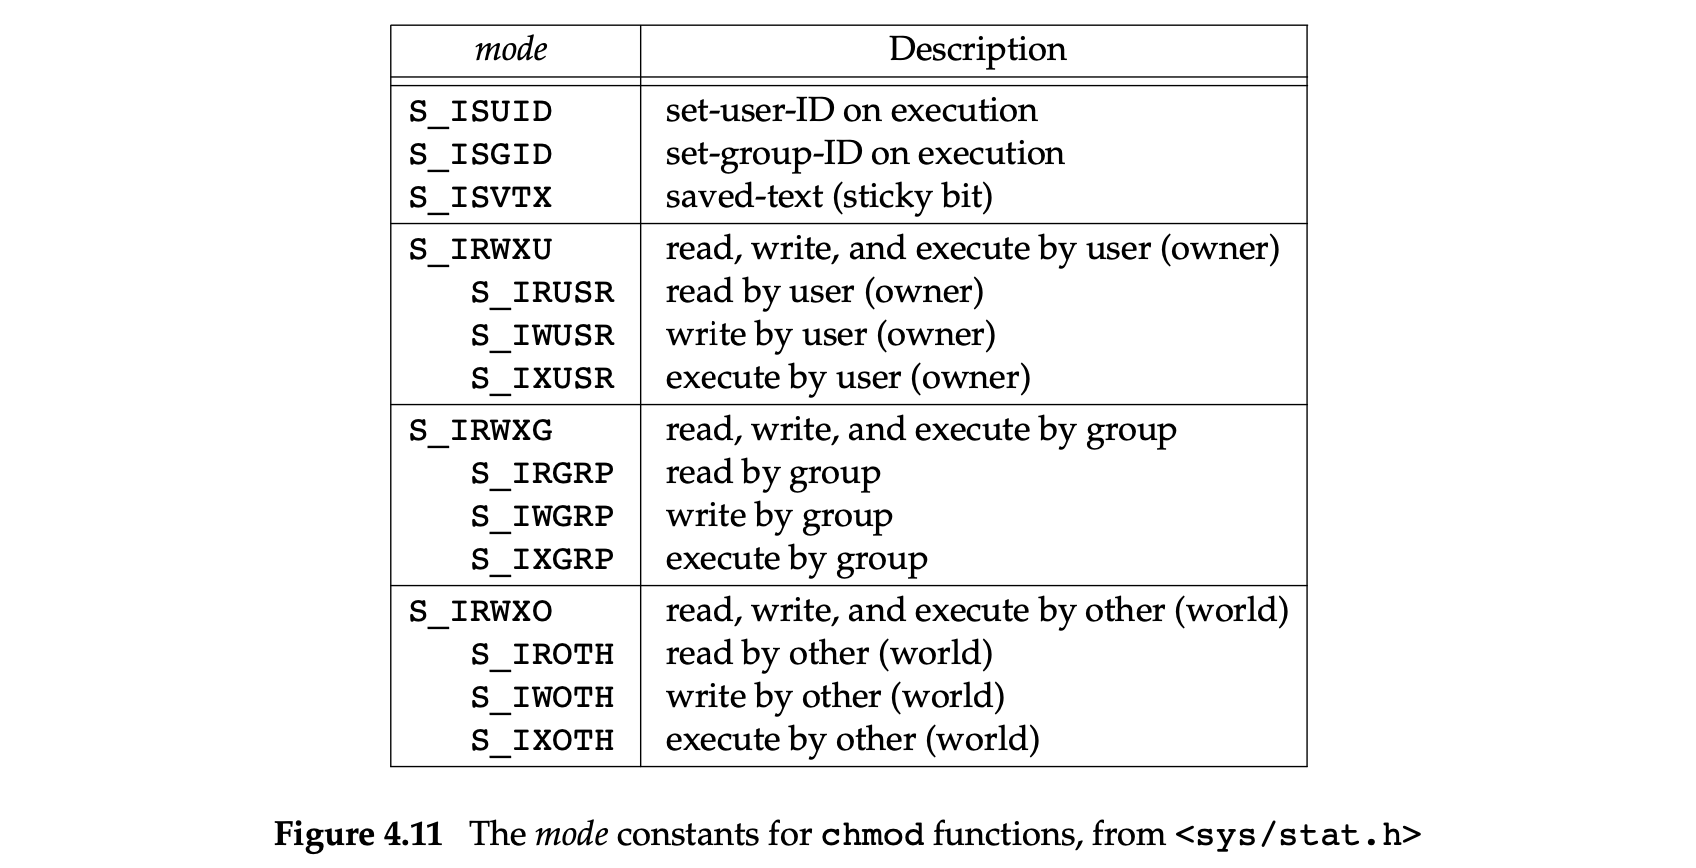 mode Description
S_ISUID set-user-ID on execution
S_ISGID set-group-ID on execution
S_ISVTX saved-text (sticky bit)
S_IRWXU read, write, and execute by user (owner)
S_IRUSR read by user (owner)
S_IWUSR write by user (owner)
S_IXUSR execute by user (owner)
S_IRWXG read, write, and execute by group
S_IRGRP read by group
S_IWGRP write by group
S_IXGRP execute by group
S_IRWXO read, write, and execute by other (world)
S_IROTH read by other (world)
S_IWOTH write by other (world)
S_IXOTH execute by other (world)
Figure 4.11 The mode constants for chmod functions, from <sys/stat.h>